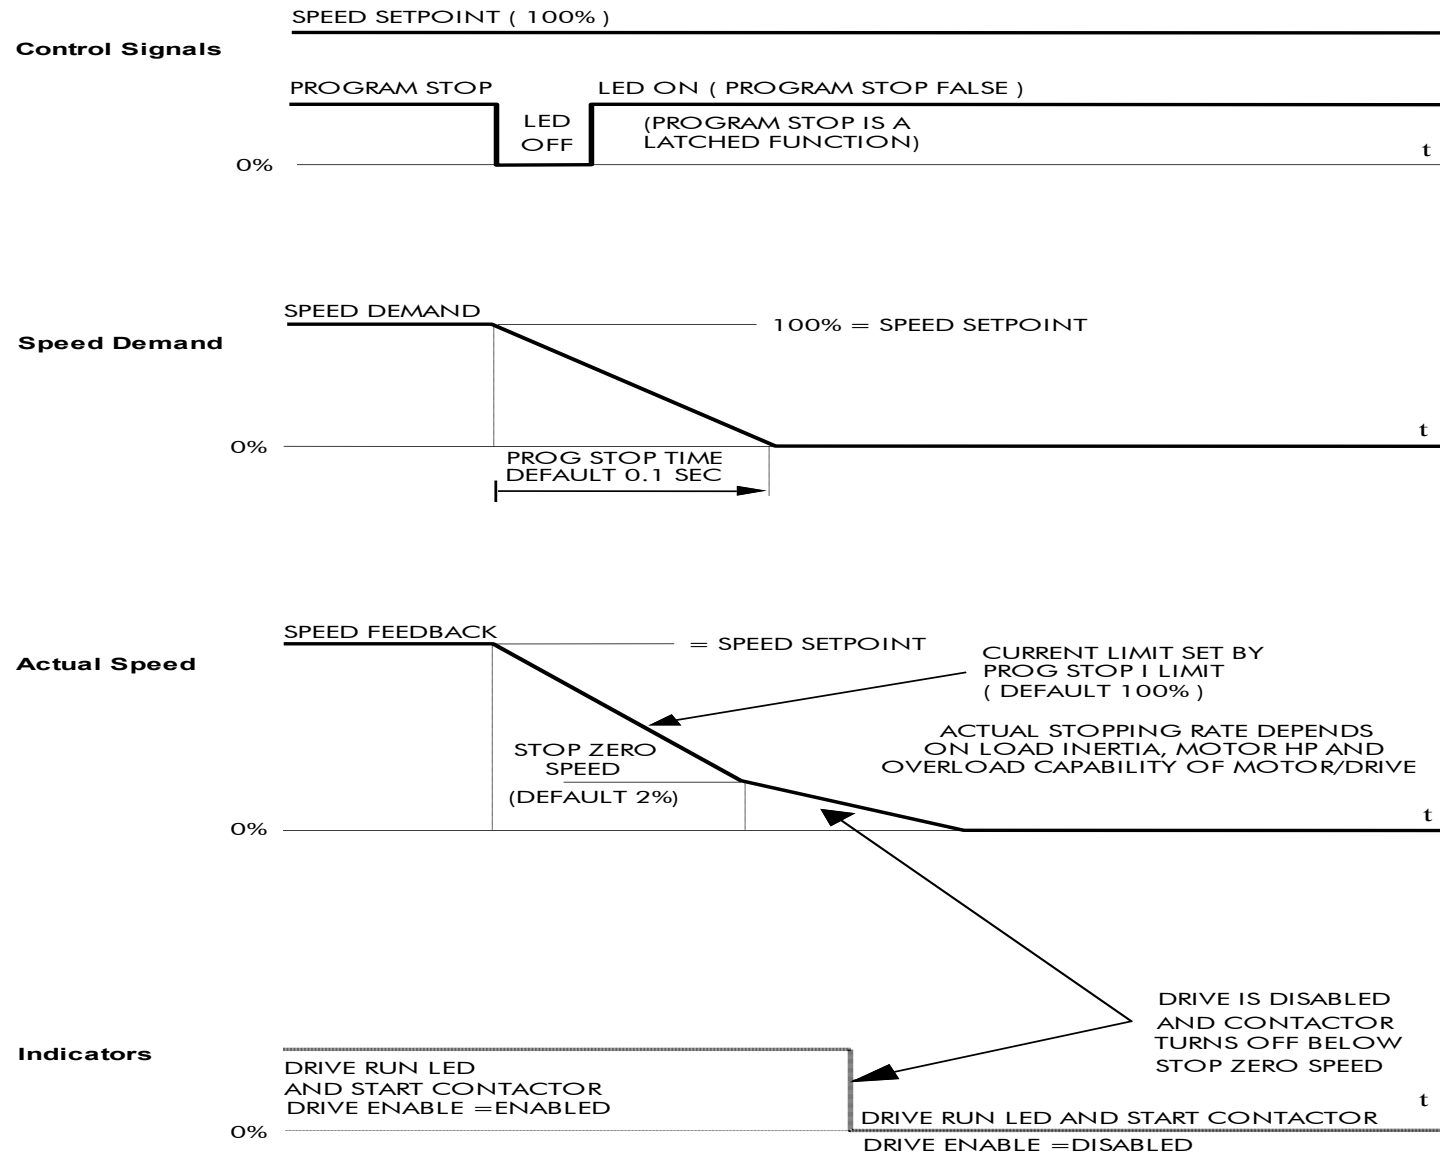 SPEED SETPOINT ( 100% )
Control Signals
PROGRAM STOP
LED ON ( PROGRAM STOP FALSE )
LED
OFF
(PROGRAM STOP IS A
LATCHED FUNCTION)
t
0%
SPEED DEMAND
100% = SPEED SETPOINT
Speed Demand
t
0%
PROG STOP TIME
DEFAULT 0.1 SEC
SPEED FEEDBACK
= SPEED SETPOINT
Actual Speed
CURRENT LIMIT SET BY
PROG STOP I LIMIT
( DEFAULT 100% )
ACTUAL STOPPING RATE DEPENDS
ON LOAD INERTIA, MOTOR HP AND
OVERLOAD CAPABILITY OF MOTOR/DRIVE
STOP ZERO
SPEED
(DEFAULT 2%)
t
0%
DRIVE IS DISABLED
AND CONTACTOR
TURNS OFF BELOW
STOP ZERO SPEED
Indicators
DRIVE RUN LED
AND START CONTACTOR
DRIVE ENABLE =ENABLED
t
0%
DRIVE RUN LED AND START CONTACTOR
DRIVE ENABLE =DISABLED